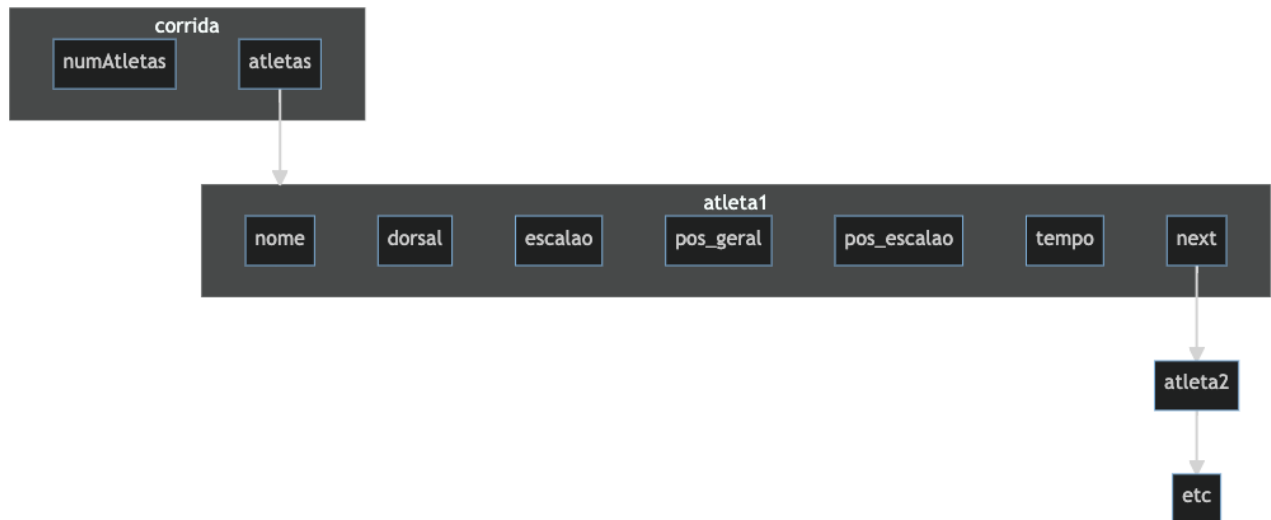 corrida
numAtletas
atletas
atleta1
nome
dorsal
escalao
pos_geral
pos_escalao
tempo
next
atleta2
etc